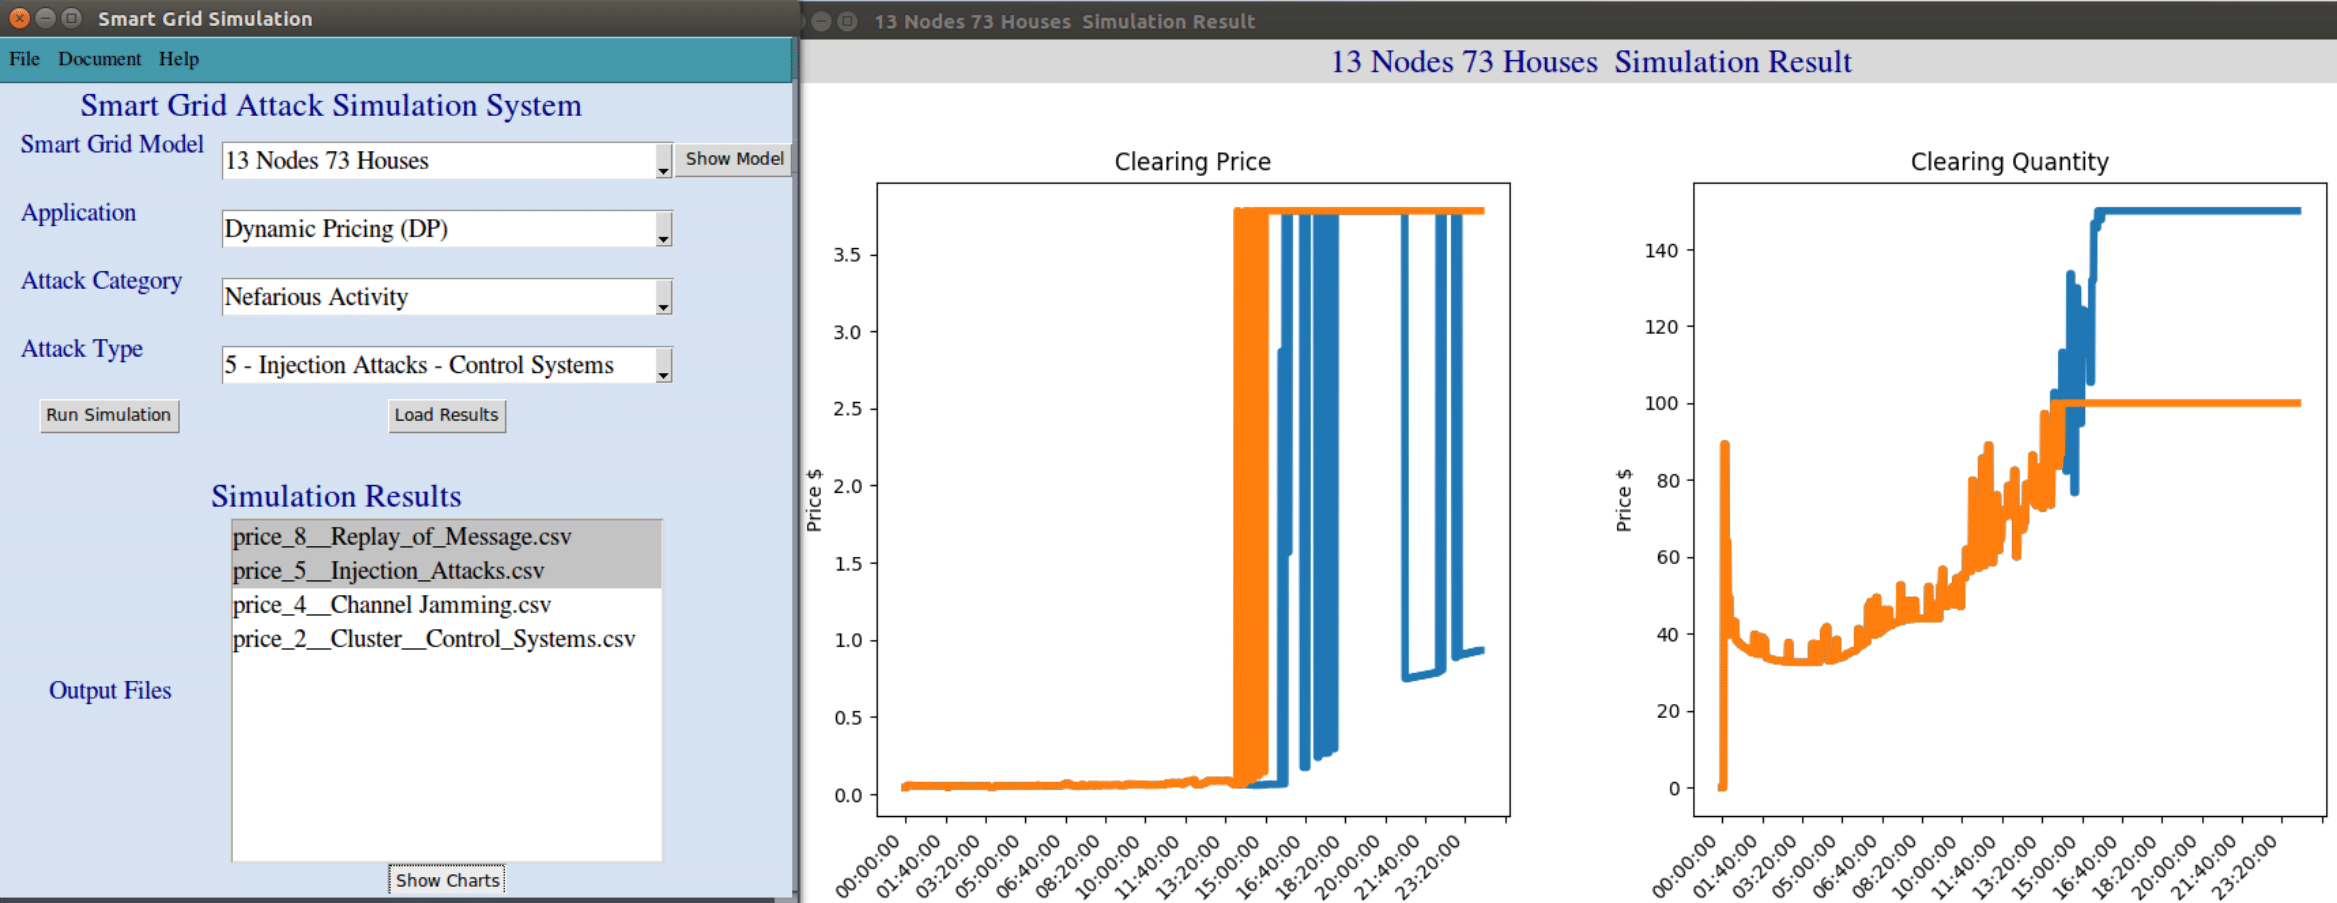 Smart Grid Simulation
File Document Help
Smart Grid Attack Simulation System
Smart Grid Model
13 Nodes 73 Houses
Show Model
Application
Dynamic Pricing (DP)
Attack Category
Nefarious Activity
Attack Type
5 - Injection Attacks - Control Systems
Run Simulation
Load Results
Simulation Results
price_8__Replay_of_Message.csv
price_5__Injection_Attacks.csv
price_4__Channel Jamming.csv
price_2__Cluster__Control_Systems.csv
Output Files
Show Charts
13 Nodes 73 Houses  Simulation Result
13 Nodes 73 Houses  Simulation Result
Clearing Price
Price $
3.5
3.0
2.5
2.0
1.5
1.0
0.5
0.0
00:00:00
01:40:00
03:20:00
05:00:00
06:40:00
08:20:00
10:00:00
11:40:00
13:20:00
15:00:00
16:40:00
18:20:00
20:00:00
21:40:00
23:20:00
Clearing Quantity
Price $
140
120
100
80
60
40
20
0
00:00:00
01:40:00
03:20:00
05:00:00
06:40:00
08:20:00
10:00:00
11:40:00
13:20:00
15:00:00
16:40:00
18:20:00
20:00:00
21:40:00
23:20:00